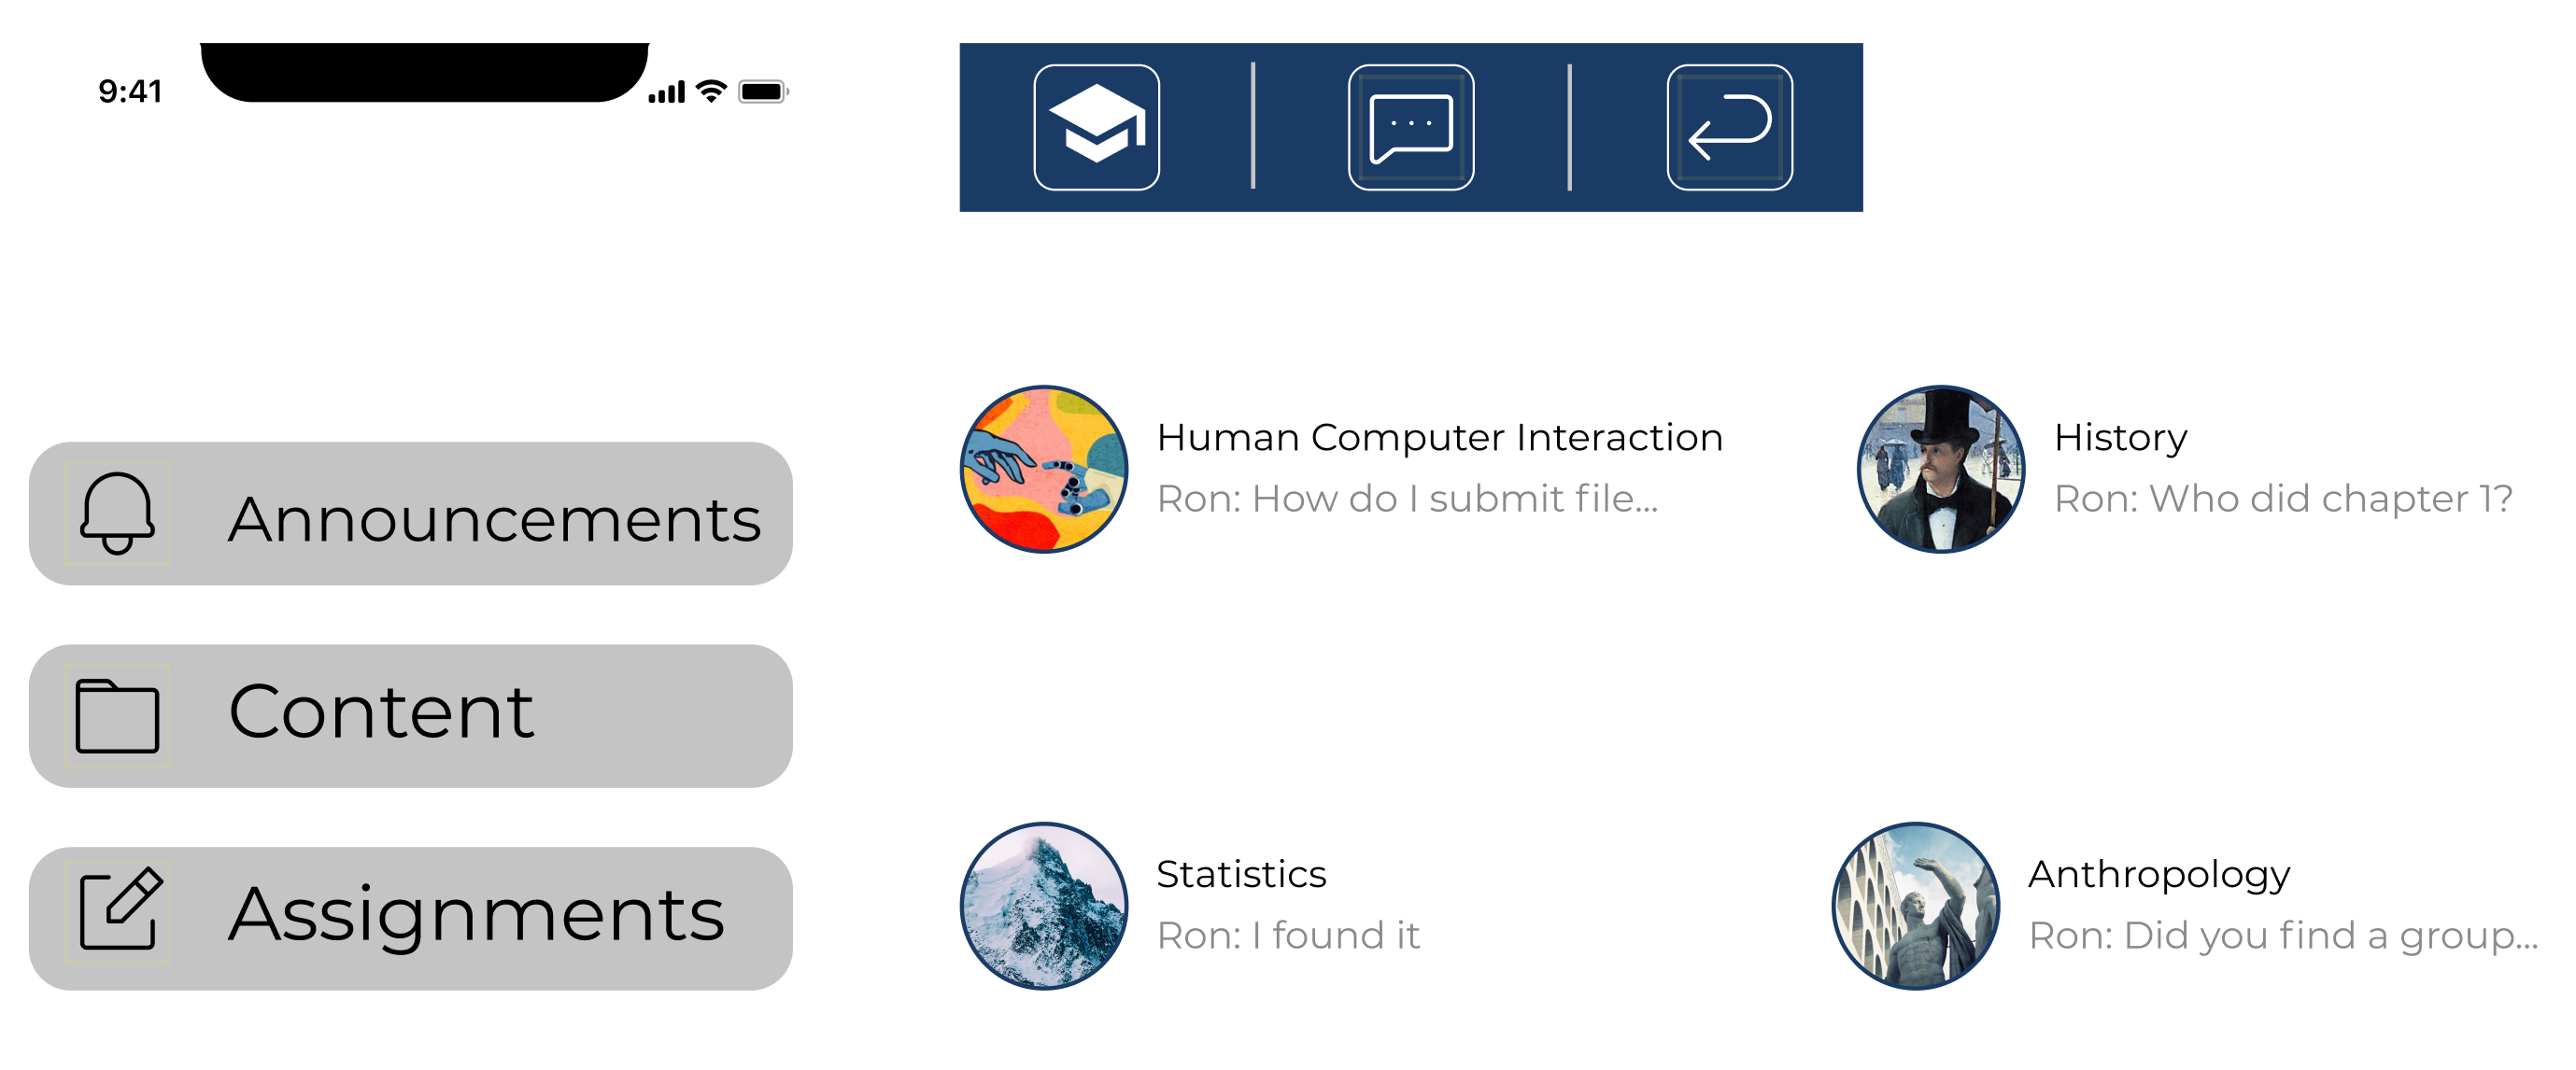 9:41
Announcements
Content
Assignments
Human Computer Interaction
Ron: How do I submit file...
History
Ron: Who did chapter 1?
Statistics
Ron: I found it
Anthropology
Ron: Did you find a group...